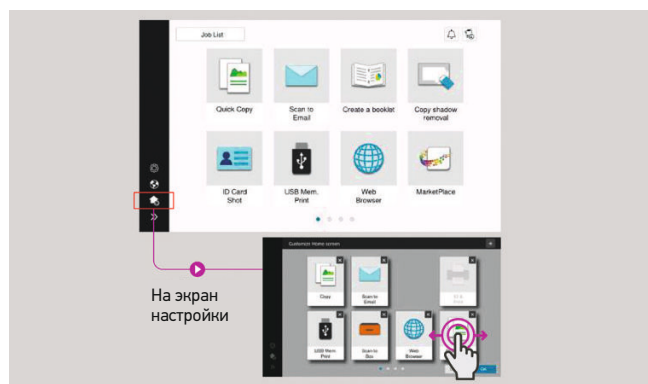 Job List
Quick Copy
Scan to
Email
Create a booklet
Copy shadow
removal
ID Card
Shot
USB Mem.
Print
Web
Browser
MarketPlace
На экран
настройки
Customize Home screen
Copy
Scan to
Email
USB Mem.
Print
Scan to
Box
Web
Browser
OK